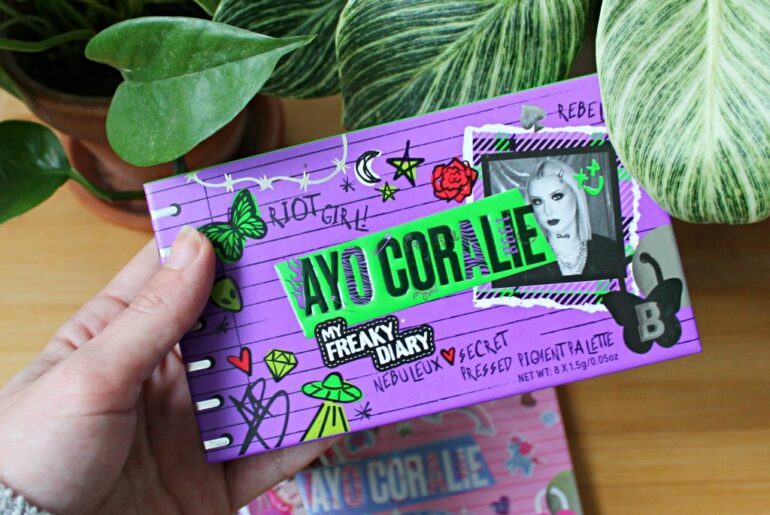 REBEL
RIOT GIRL!
AYO CORALIE
MY
FREAKY DIARY
NEBULEUX SECRET
PRESSED PIGMENT PALETTE
NET WT: 8 X 1.5g / 0.05oz
B
AYO CORALIE